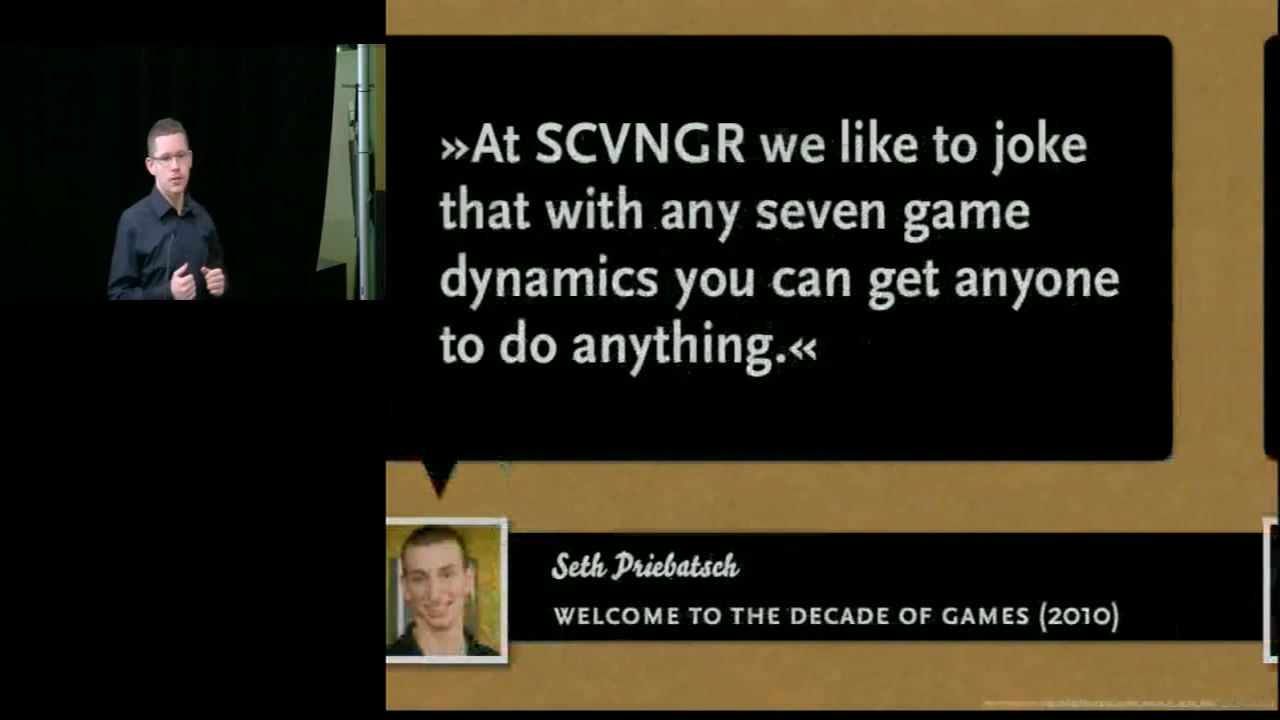 »At SCVNGR we like to joke
that with any seven game
dynamics you can get anyone
to do anything.«
Seth Priebatsch
WELCOME TO THE DECADE OF GAMES (2010)